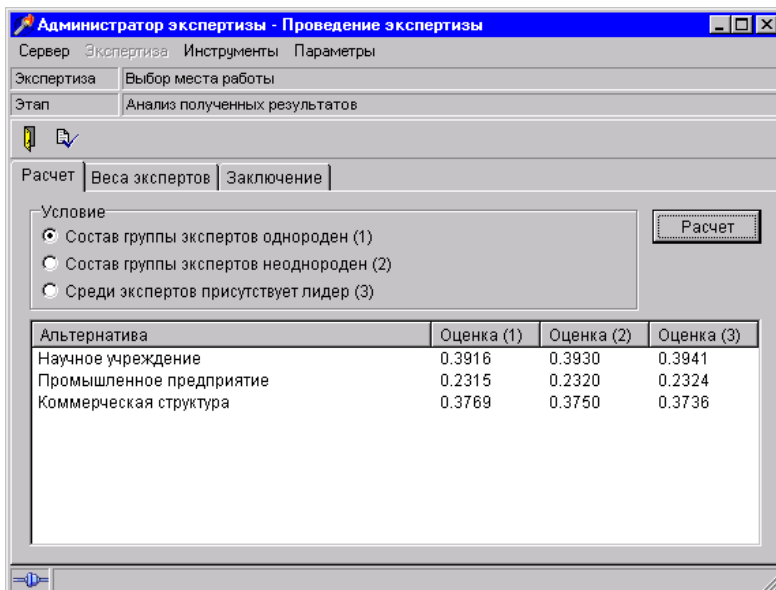 Администратор экспертизы - Проведение экспертизы
Сервер Экспертиза Инструменты Параметры
Экспертиза Выбор места работы
Этап Анализ полученных результатов
Расчет Веса экспертов Заключение
Условие
Состав группы экспертов однороден (1)
Расчет
Состав группы экспертов неоднороден (2)
Среди экспертов присутствует лидер (3)
Альтернатива Оценка (1) Оценка (2) Оценка (3)
Научное учреждение 0.3916 0.3930 0.3941
Промышленное предприятие 0.2315 0.2320 0.2324
Коммерческая структура 0.3769 0.3750 0.3736